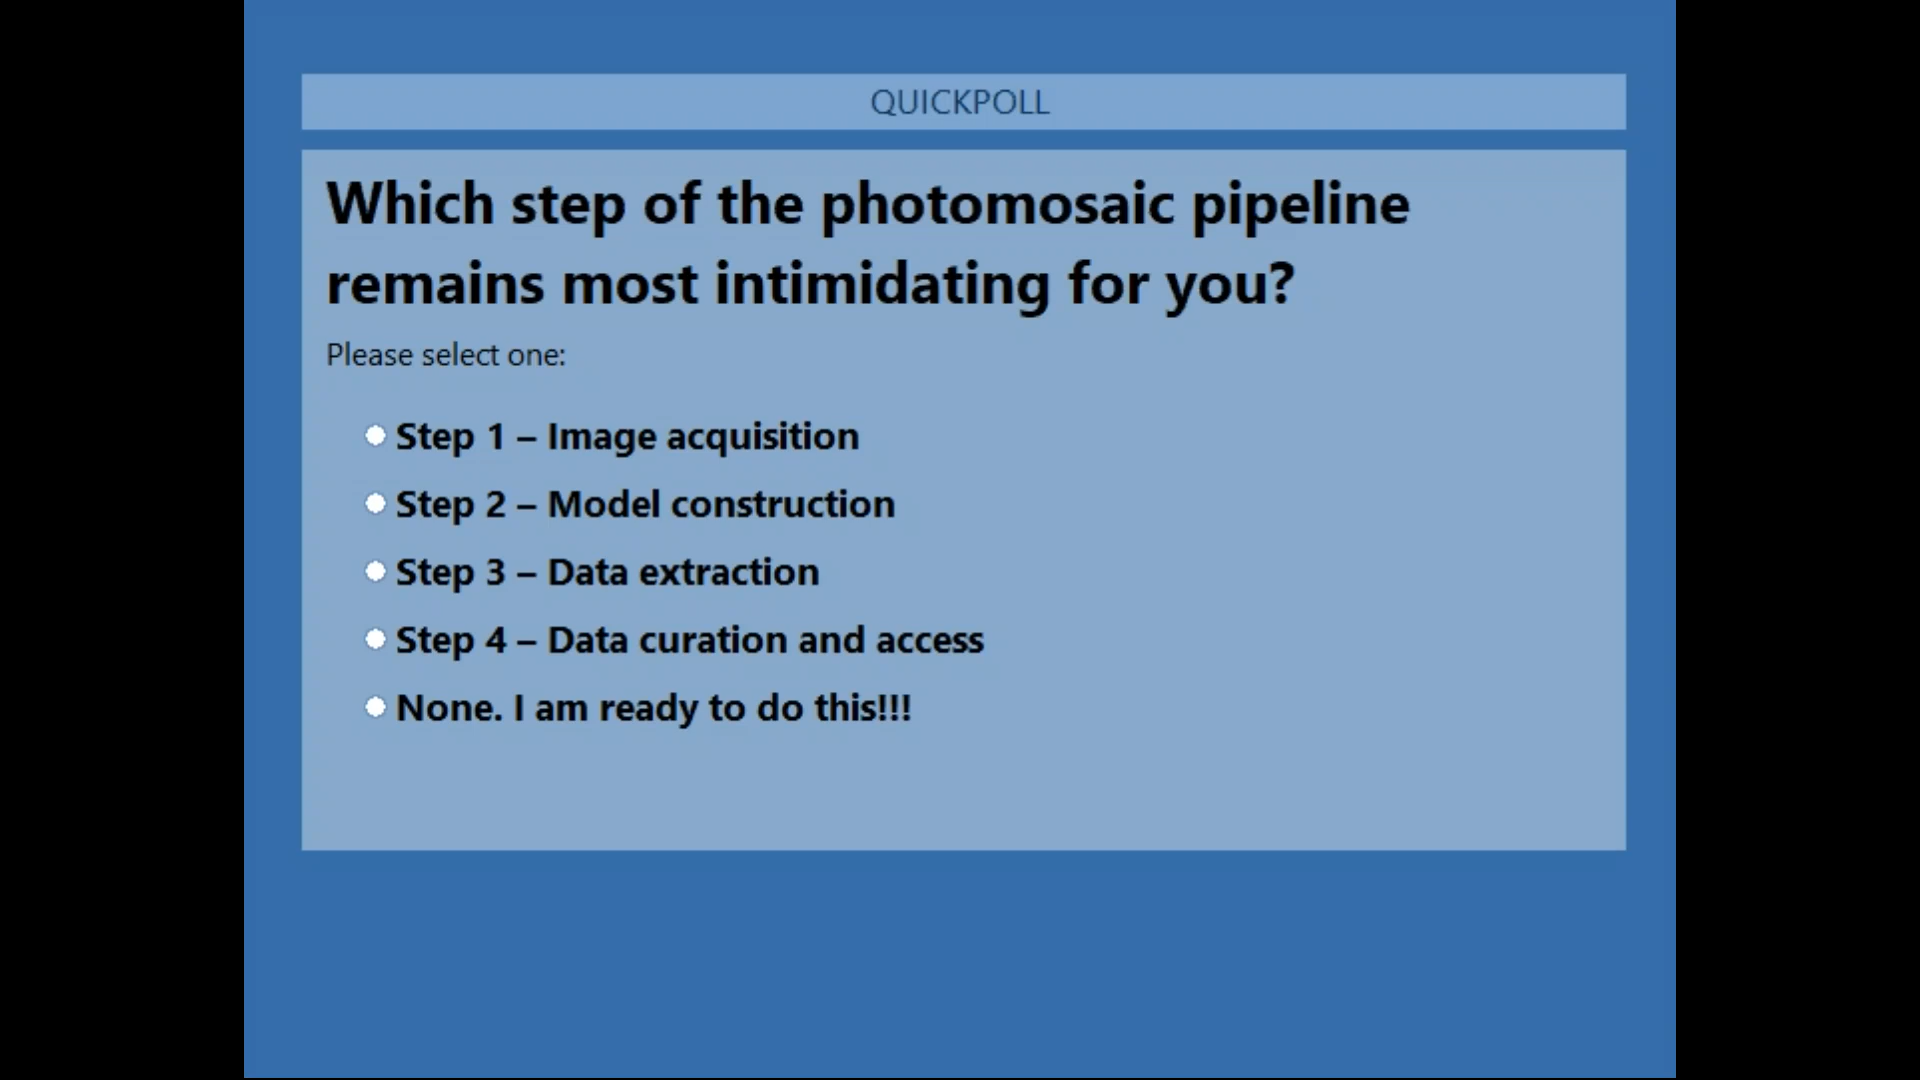 QUICKPOLL
Which step of the photomosaic pipeline
remains most intimidating for you?
Please select one:
Step 1 – Image acquisition
Step 2 – Model construction
Step 3 – Data extraction
Step 4 – Data curation and access
None. I am ready to do this!!!